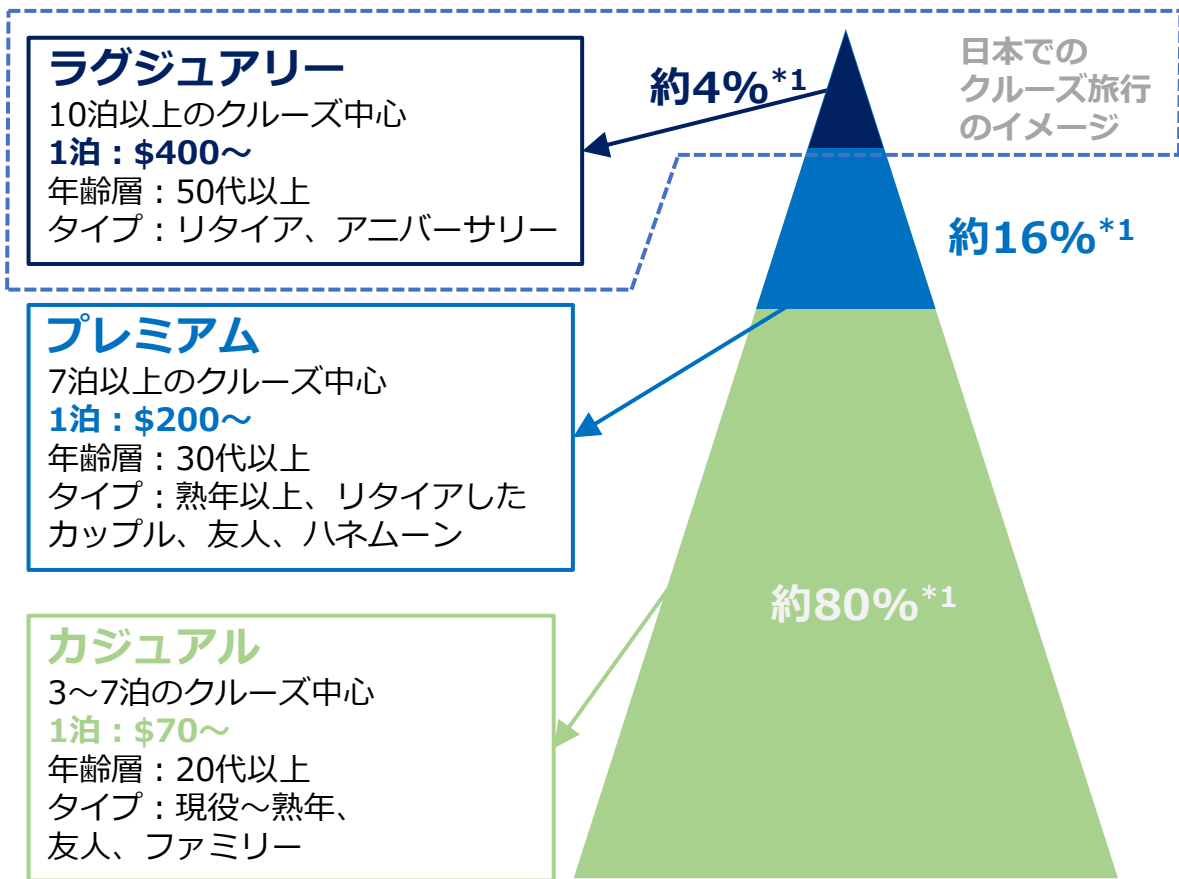 ラグジュアリー
10泊以上のクルーズ中心
1泊：$400～
年齢層：50代以上
タイプ：リタイア、アニバーサリー
約4%*1
日本での
クルーズ旅行
のイメージ
約16%*1
プレミアム
7泊以上のクルーズ中心
1泊：$200～
年齢層：30代以上
タイプ：熟年以上、リタイアした
カップル、友人、ハネムーン
約80%*1
カジュアル
3～7泊のクルーズ中心
1泊：$70～
年齢層：20代以上
タイプ：現役～熟年、
友人、ファミリー